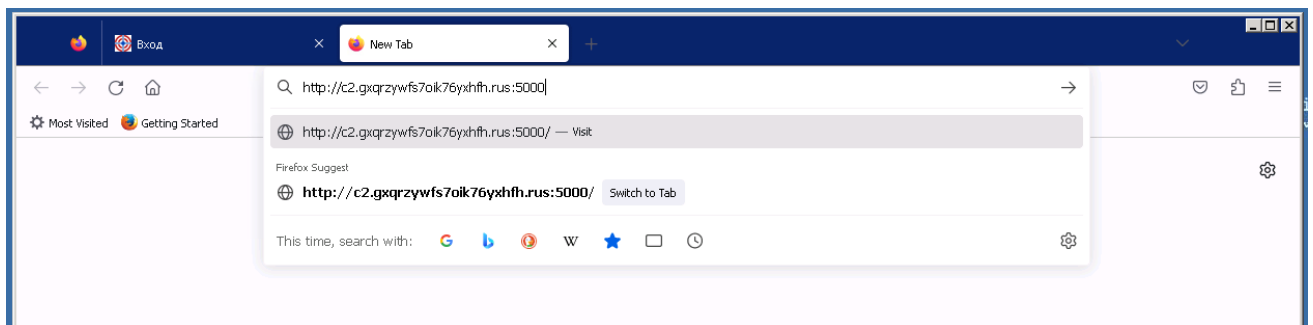 Вход
New Tab
http://c2.gxqrzywfs7oik76yxhfh.rus:5000
Most Visited Getting Started
http://c2.gxqrzywfs7oik76yxhfh.rus:5000/ — Visit
Firefox Suggest
http://c2.gxqrzywfs7oik76yxhfh.rus:5000/ Switch to Tab
This time, search with: G b W